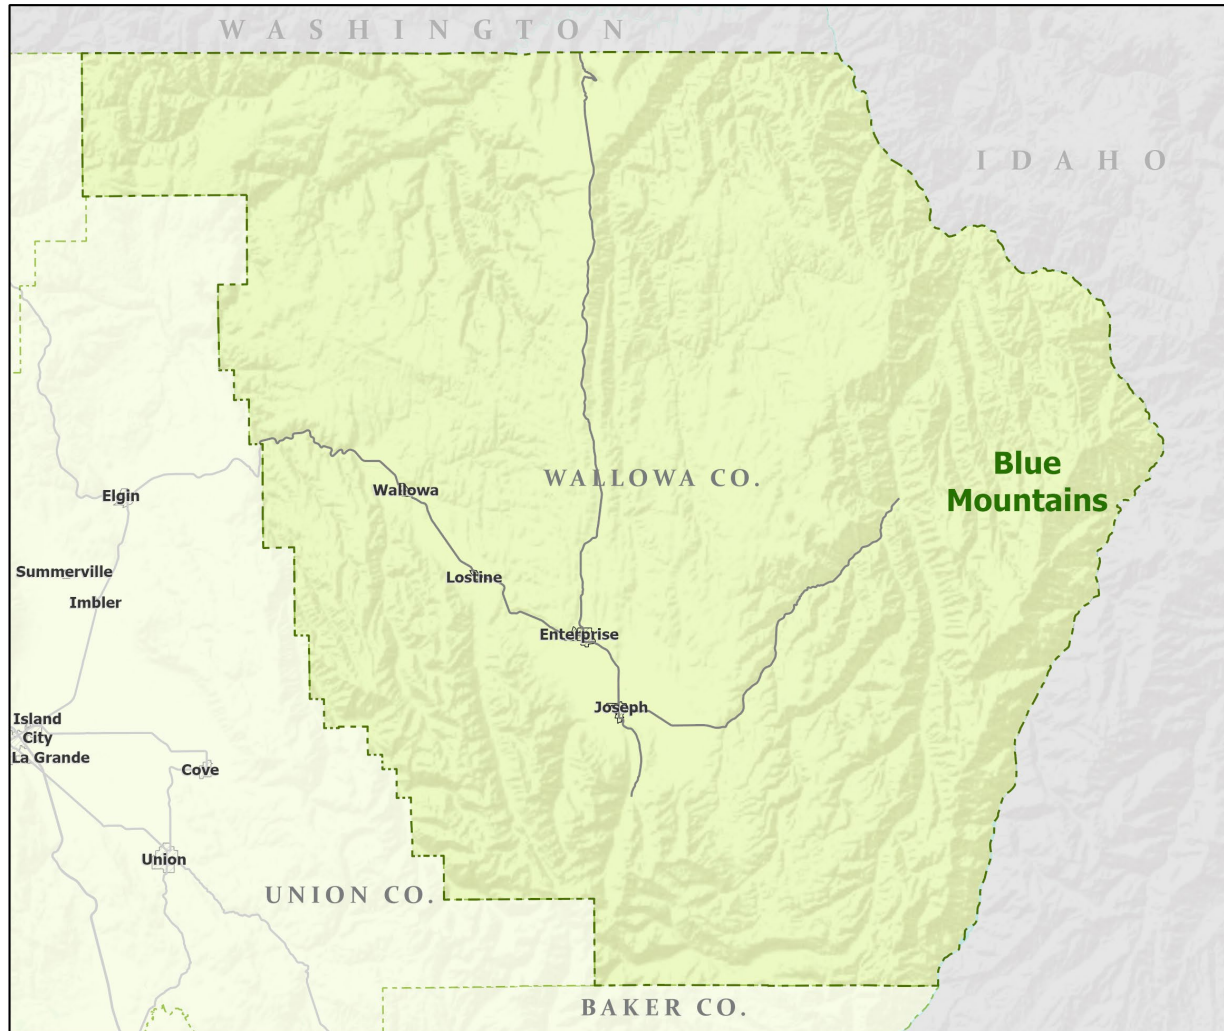 WASHINGTON
IDAHO
Blue
Mountains
WALLOWA CO.
Wallowa
Elgin
Lostine
Summerville
Imbler
Enterprise
Joseph
Island
City
La Grande
Cove
Union
UNION CO.
BAKER CO.